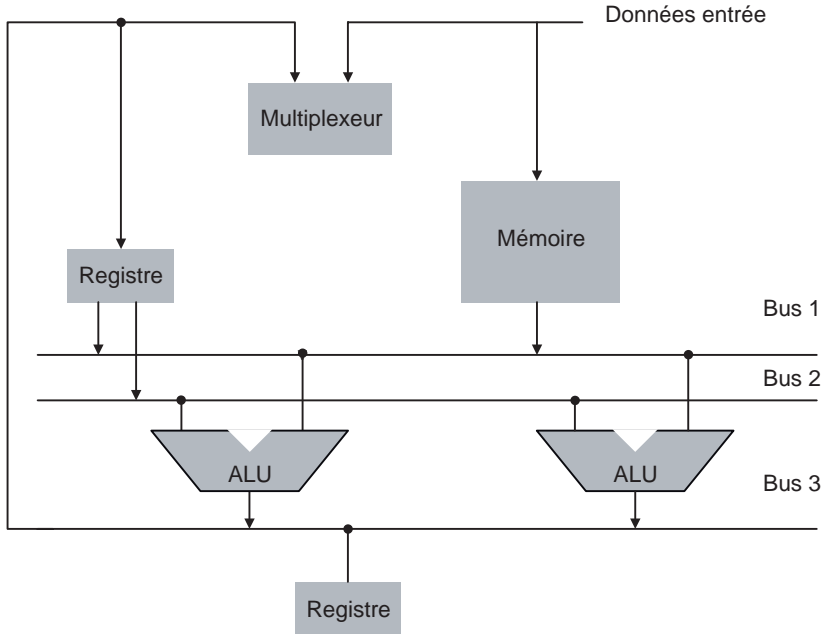 Données entrée
Multiplexeur
Mémoire
Registre
Bus 1
Bus 2
ALU
ALU
Bus 3
Registre